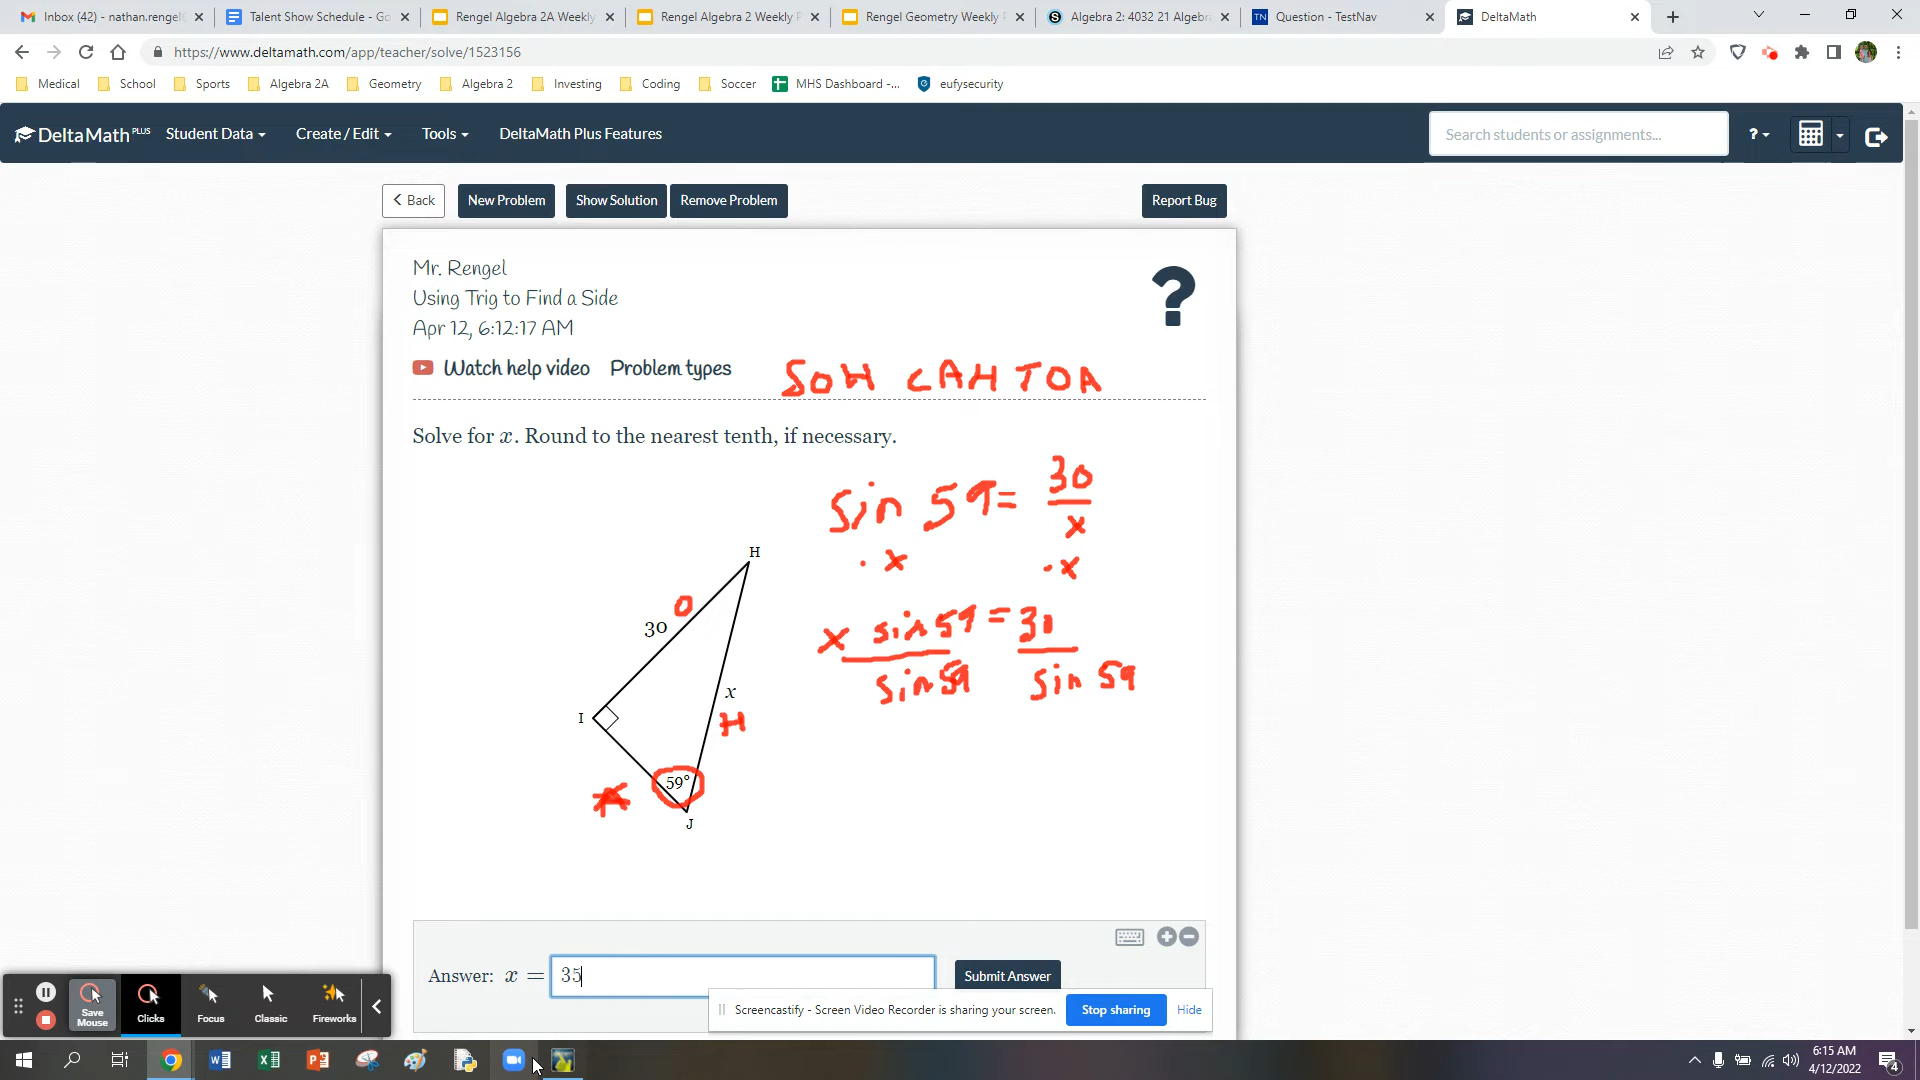 Inbox (42) - nathan.rengel@
Talent Show Schedule - Go
Rengel Algebra 2A Weekly
Rengel Algebra 2 Weekly P
Rengel Geometry Weekly
Algebra 2: 4032 21 Algebra
TN Question - TestNav
DeltaMath
https://www.deltamath.com/app/teacher/solve/1523156
Medical School Sports Algebra 2A Geometry Algebra 2 Investing Coding Soccer MHS Dashboard -... eufysecurity
DeltaMath PLUS Student Data Create / Edit Tools DeltaMath Plus Features Search students or assignments... ?
Back New Problem Show Solution Remove Problem Report Bug
Mr. Rengel
Using Trig to Find a Side
Apr 12, 6:12:17 AM
?
Watch help video Problem types
SOH CAH TOA
Solve for x. Round to the nearest tenth, if necessary.
sin 59 = 30
x
· x · x
x sin 59 = 30
sin 59 sin 59
H
30 O
x
H
I
59°
A
J
Answer: x = 35 Submit Answer
Screencastify - Screen Video Recorder is sharing your screen. Stop sharing Hide
Save Mouse Clicks Focus Classic Fireworks
6:15 AM
4/12/2022
4